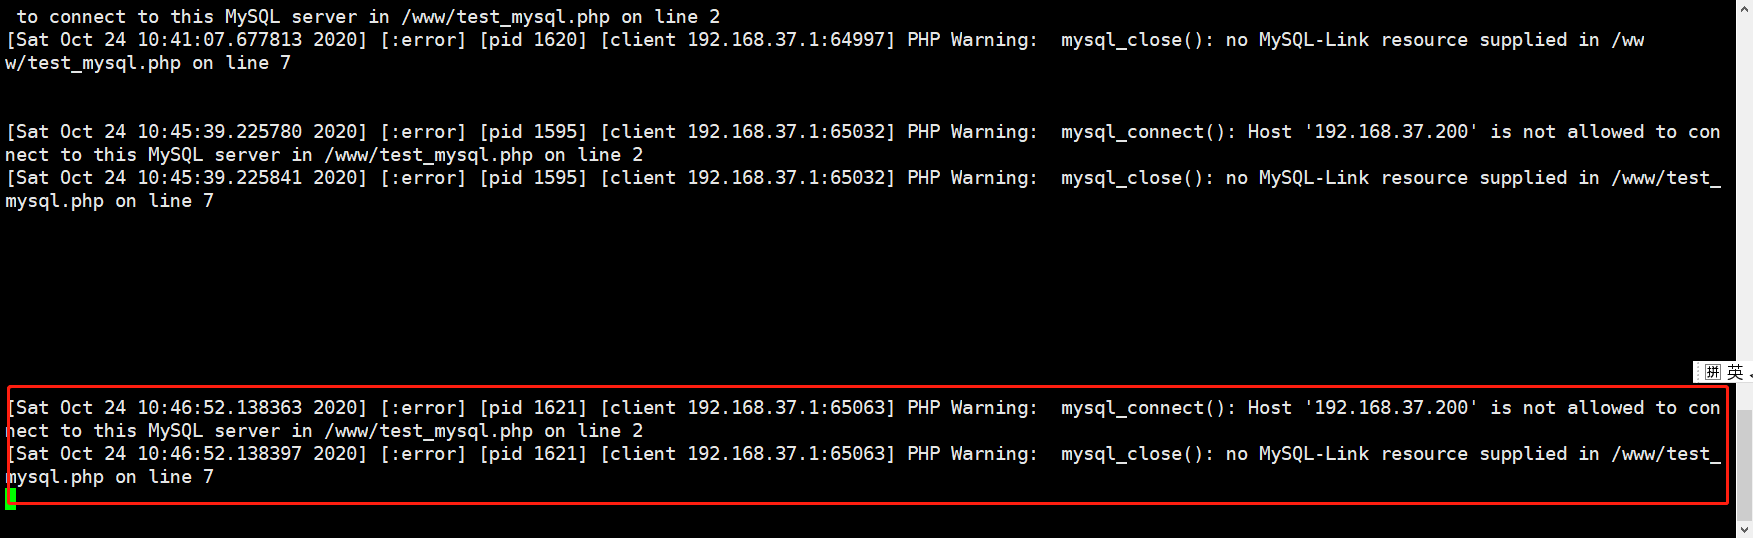 to connect to this MySQL server in /www/test_mysql.php on line 2
[Sat Oct 24 10:41:07.677813 2020] [:error] [pid 1620] [client 192.168.37.1:64997] PHP Warning:  mysql_close(): no MySQL-Link resource supplied in /ww
w/test_mysql.php on line 7
[Sat Oct 24 10:45:39.225780 2020] [:error] [pid 1595] [client 192.168.37.1:65032] PHP Warning:  mysql_connect(): Host '192.168.37.200' is not allowed to con
nect to this MySQL server in /www/test_mysql.php on line 2
[Sat Oct 24 10:45:39.225841 2020] [:error] [pid 1595] [client 192.168.37.1:65032] PHP Warning:  mysql_close(): no MySQL-Link resource supplied in /www/test_
mysql.php on line 7
拼 英
[Sat Oct 24 10:46:52.138363 2020] [:error] [pid 1621] [client 192.168.37.1:65063] PHP Warning:  mysql_connect(): Host '192.168.37.200' is not allowed to con
nect to this MySQL server in /www/test_mysql.php on line 2
[Sat Oct 24 10:46:52.138397 2020] [:error] [pid 1621] [client 192.168.37.1:65063] PHP Warning:  mysql_close(): no MySQL-Link resource supplied in /www/test_
mysql.php on line 7